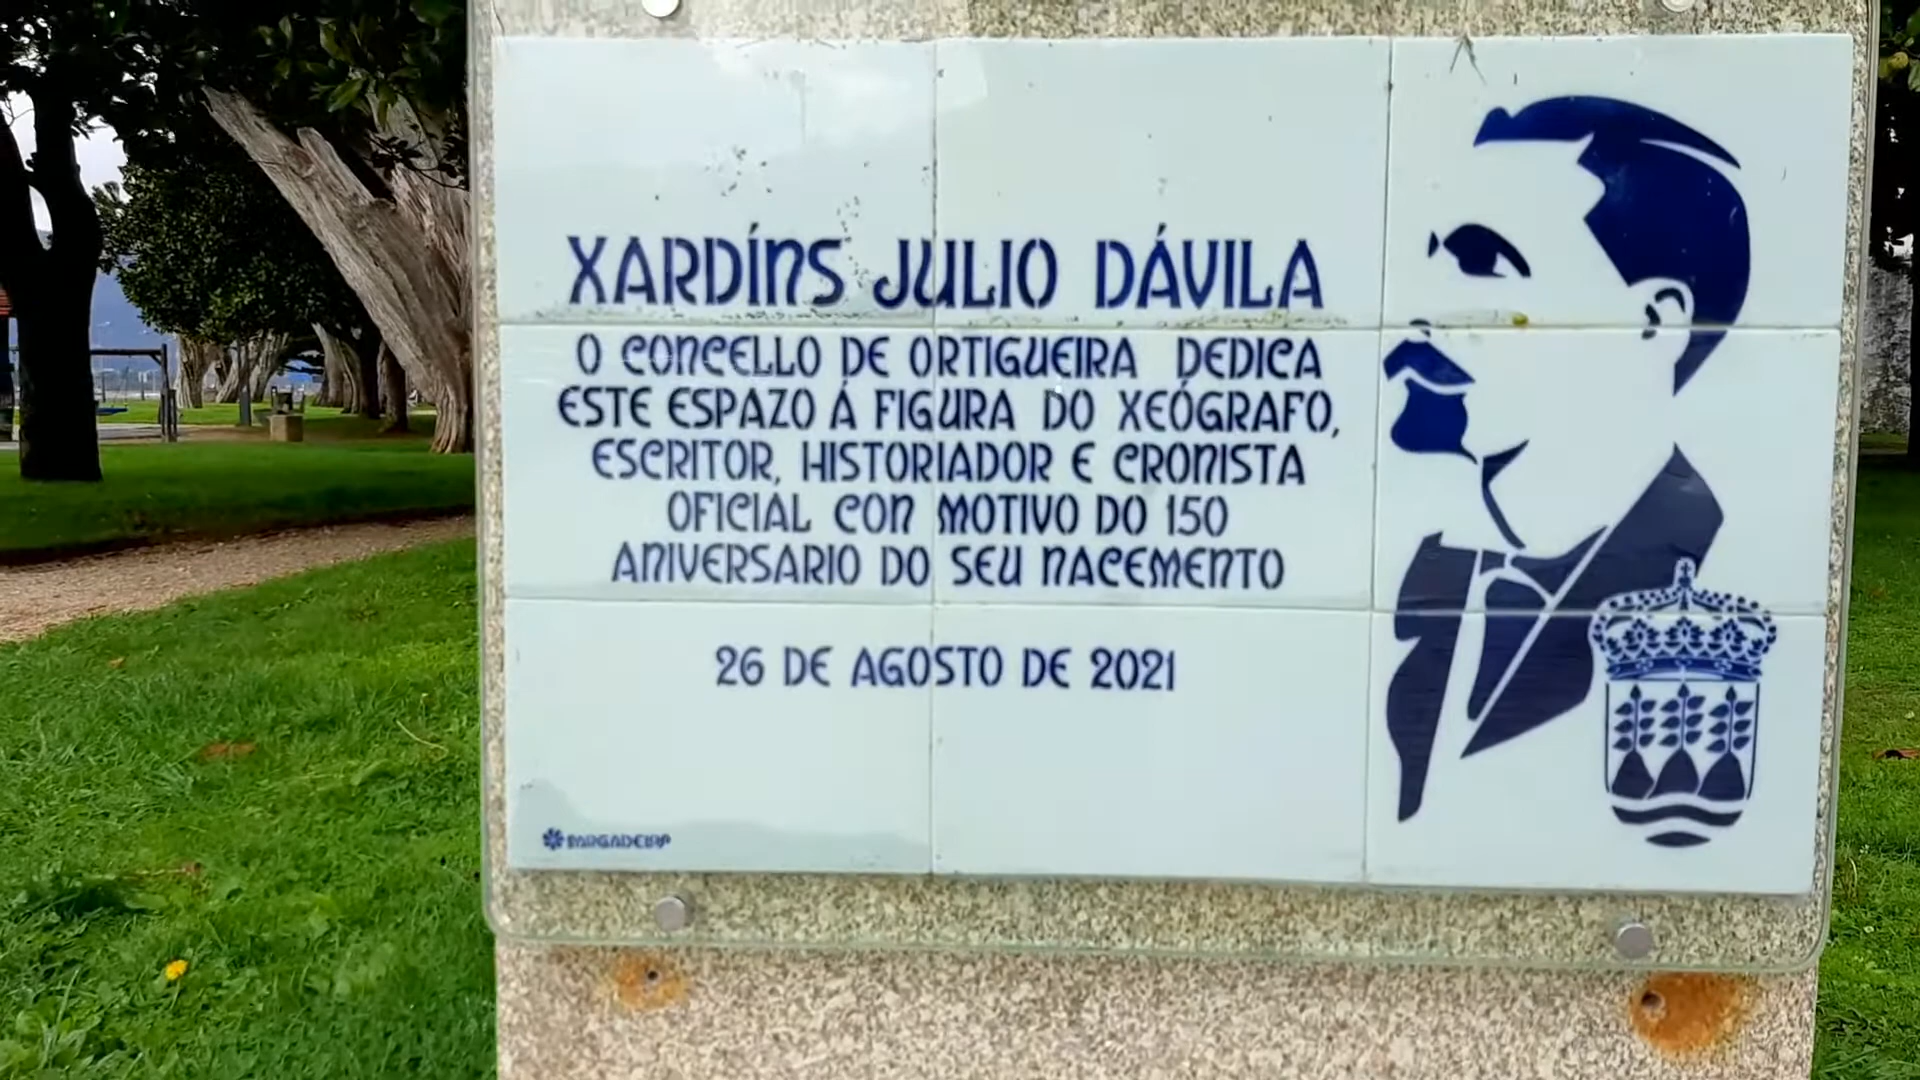 XARDÍNS JULIO DÁVILA
O CONCELLO DE ORTIGUEIRA DEDICA
ESTE ESPAZO Á FIGURA DO XEÓGRAFO,
ESCRITOR, HISTORIADOR E CRONISTA
OFICIAL CON MOTIVO DO 150
ANIVERSARIO DO SEU NACEMENTO
26 DE AGOSTO DE 2021
SARGADELOS